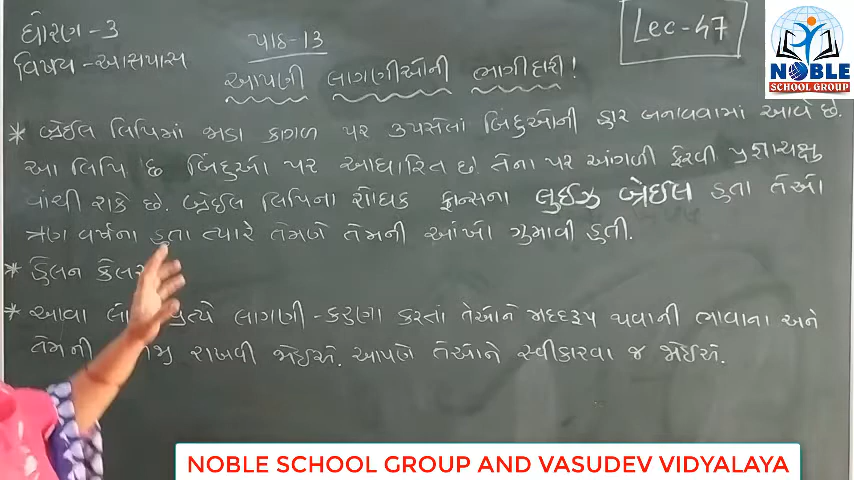 ધોરણ - 3
પાઠ - 13
Lec - 47
વિષય - આસપાસ
આપણી લાગણીઓની ભાગીદારી!
NOBLE
SCHOOL GROUP
* બ્રેઈલ લિપિમાં જાડા કાગળ પર ઉપસેલાં બિંદુઓની હાર બનાવવામાં આવે છે.
આ લિપિ છ બિંદુઓ પર આધારિત છે. તેના પર આંગળી ફેરવી પ્રજ્ઞાચક્ષુ
વાંચી શકે છે. બ્રેઈલ લિપિના શોધક ફ્રાન્સના લુઈઝ બ્રેઈલ હતા તેઓ
ત્રણ વર્ષના હતા ત્યારે તેમણે તેમની આંખો ગુમાવી હતી.
* હેલન કેલર
* આવા પ્રત્યે લાગણી - કરુણા કરતાં તેઓને મદદરૂપ થવાની ભાવાના અને
તેમની રાખવી જોઈએ. આપણે તેઓને સ્વીકારવા જ જોઈએ.
NOBLE SCHOOL GROUP AND VASUDEV VIDYALAYA